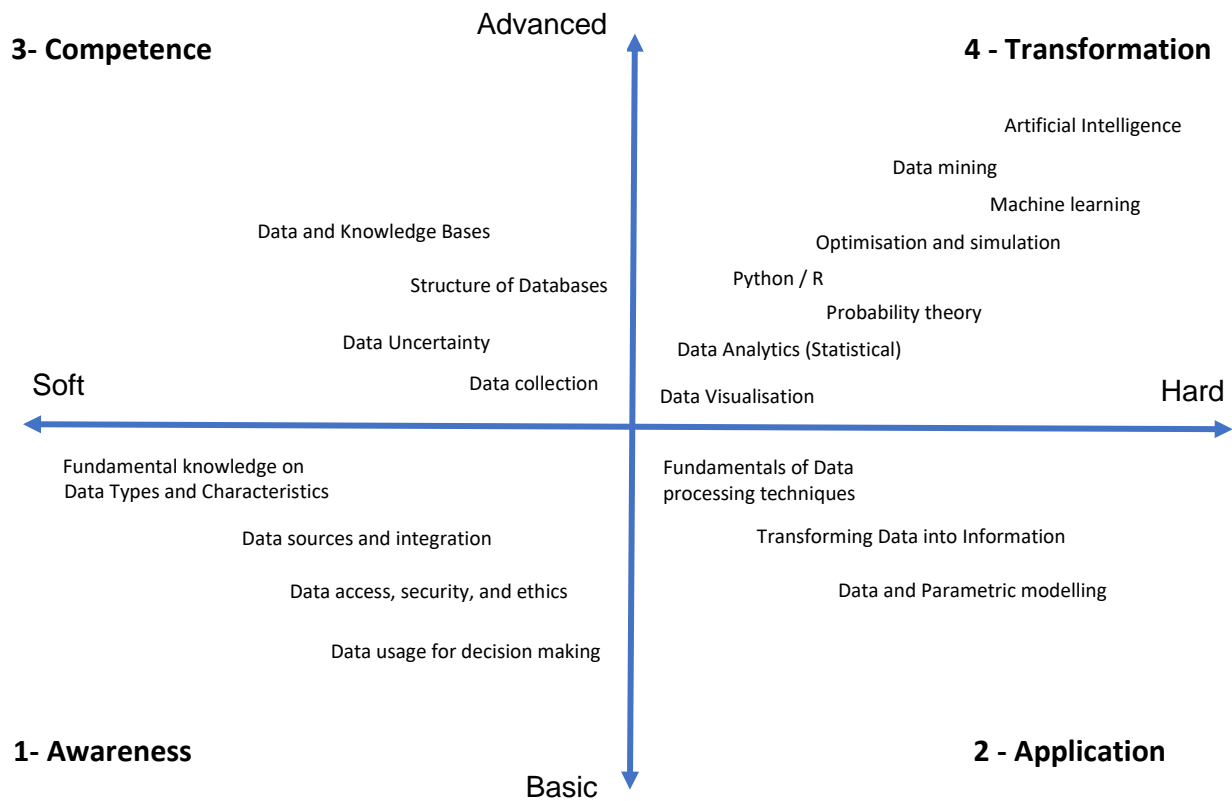 Advanced
3- Competence
4 - Transformation
Artificial Intelligence
Data mining
Machine learning
Data and Knowledge Bases
Optimisation and simulation
Structure of Databases
Python / R
Probability theory
Data Uncertainty
Data Analytics (Statistical)
Soft
Data collection
Data Visualisation
Hard
Fundamental knowledge on
Data Types and Characteristics
Fundamentals of Data
processing techniques
Data sources and integration
Transforming Data into Information
Data access, security, and ethics
Data and Parametric modelling
Data usage for decision making
1- Awareness
2 - Application
Basic